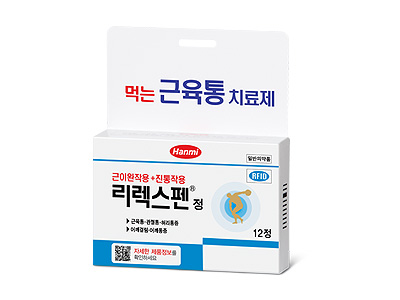 먹는 근육통 치료제
Hanmi
일반의약품
근이완작용+진통작용
RFID
리렉스펜® 정
▶ 근육통·관절통·허리통증
▶ 어깨결림·어깨통증
12정
자세한 제품정보를
확인하세요